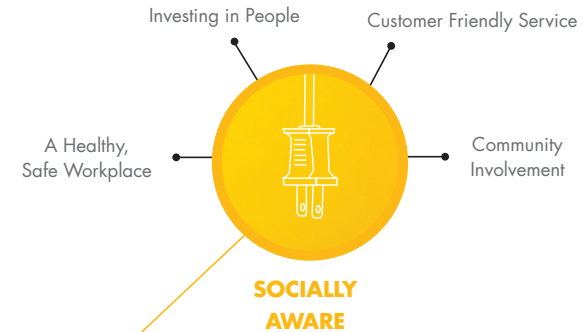 Investing in People
Customer Friendly Service
A Healthy,
Safe Workplace
Community
Involvement
SOCIALLY
AWARE